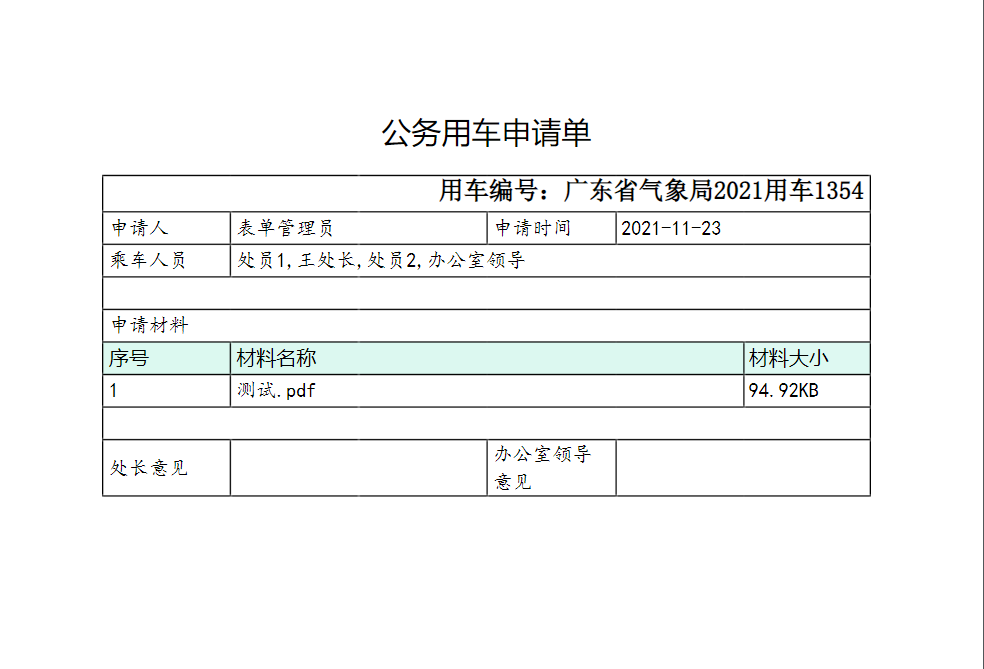 公务用车申请单
用车编号：广东省气象局2021用车1354
申请人 表单管理员 申请时间 2021-11-23
乘车人员 处员1,王处长,处员2,办公室领导
申请材料
序号 材料名称 材料大小
1 测试.pdf 94.92KB
处长意见 办公室领导
意见